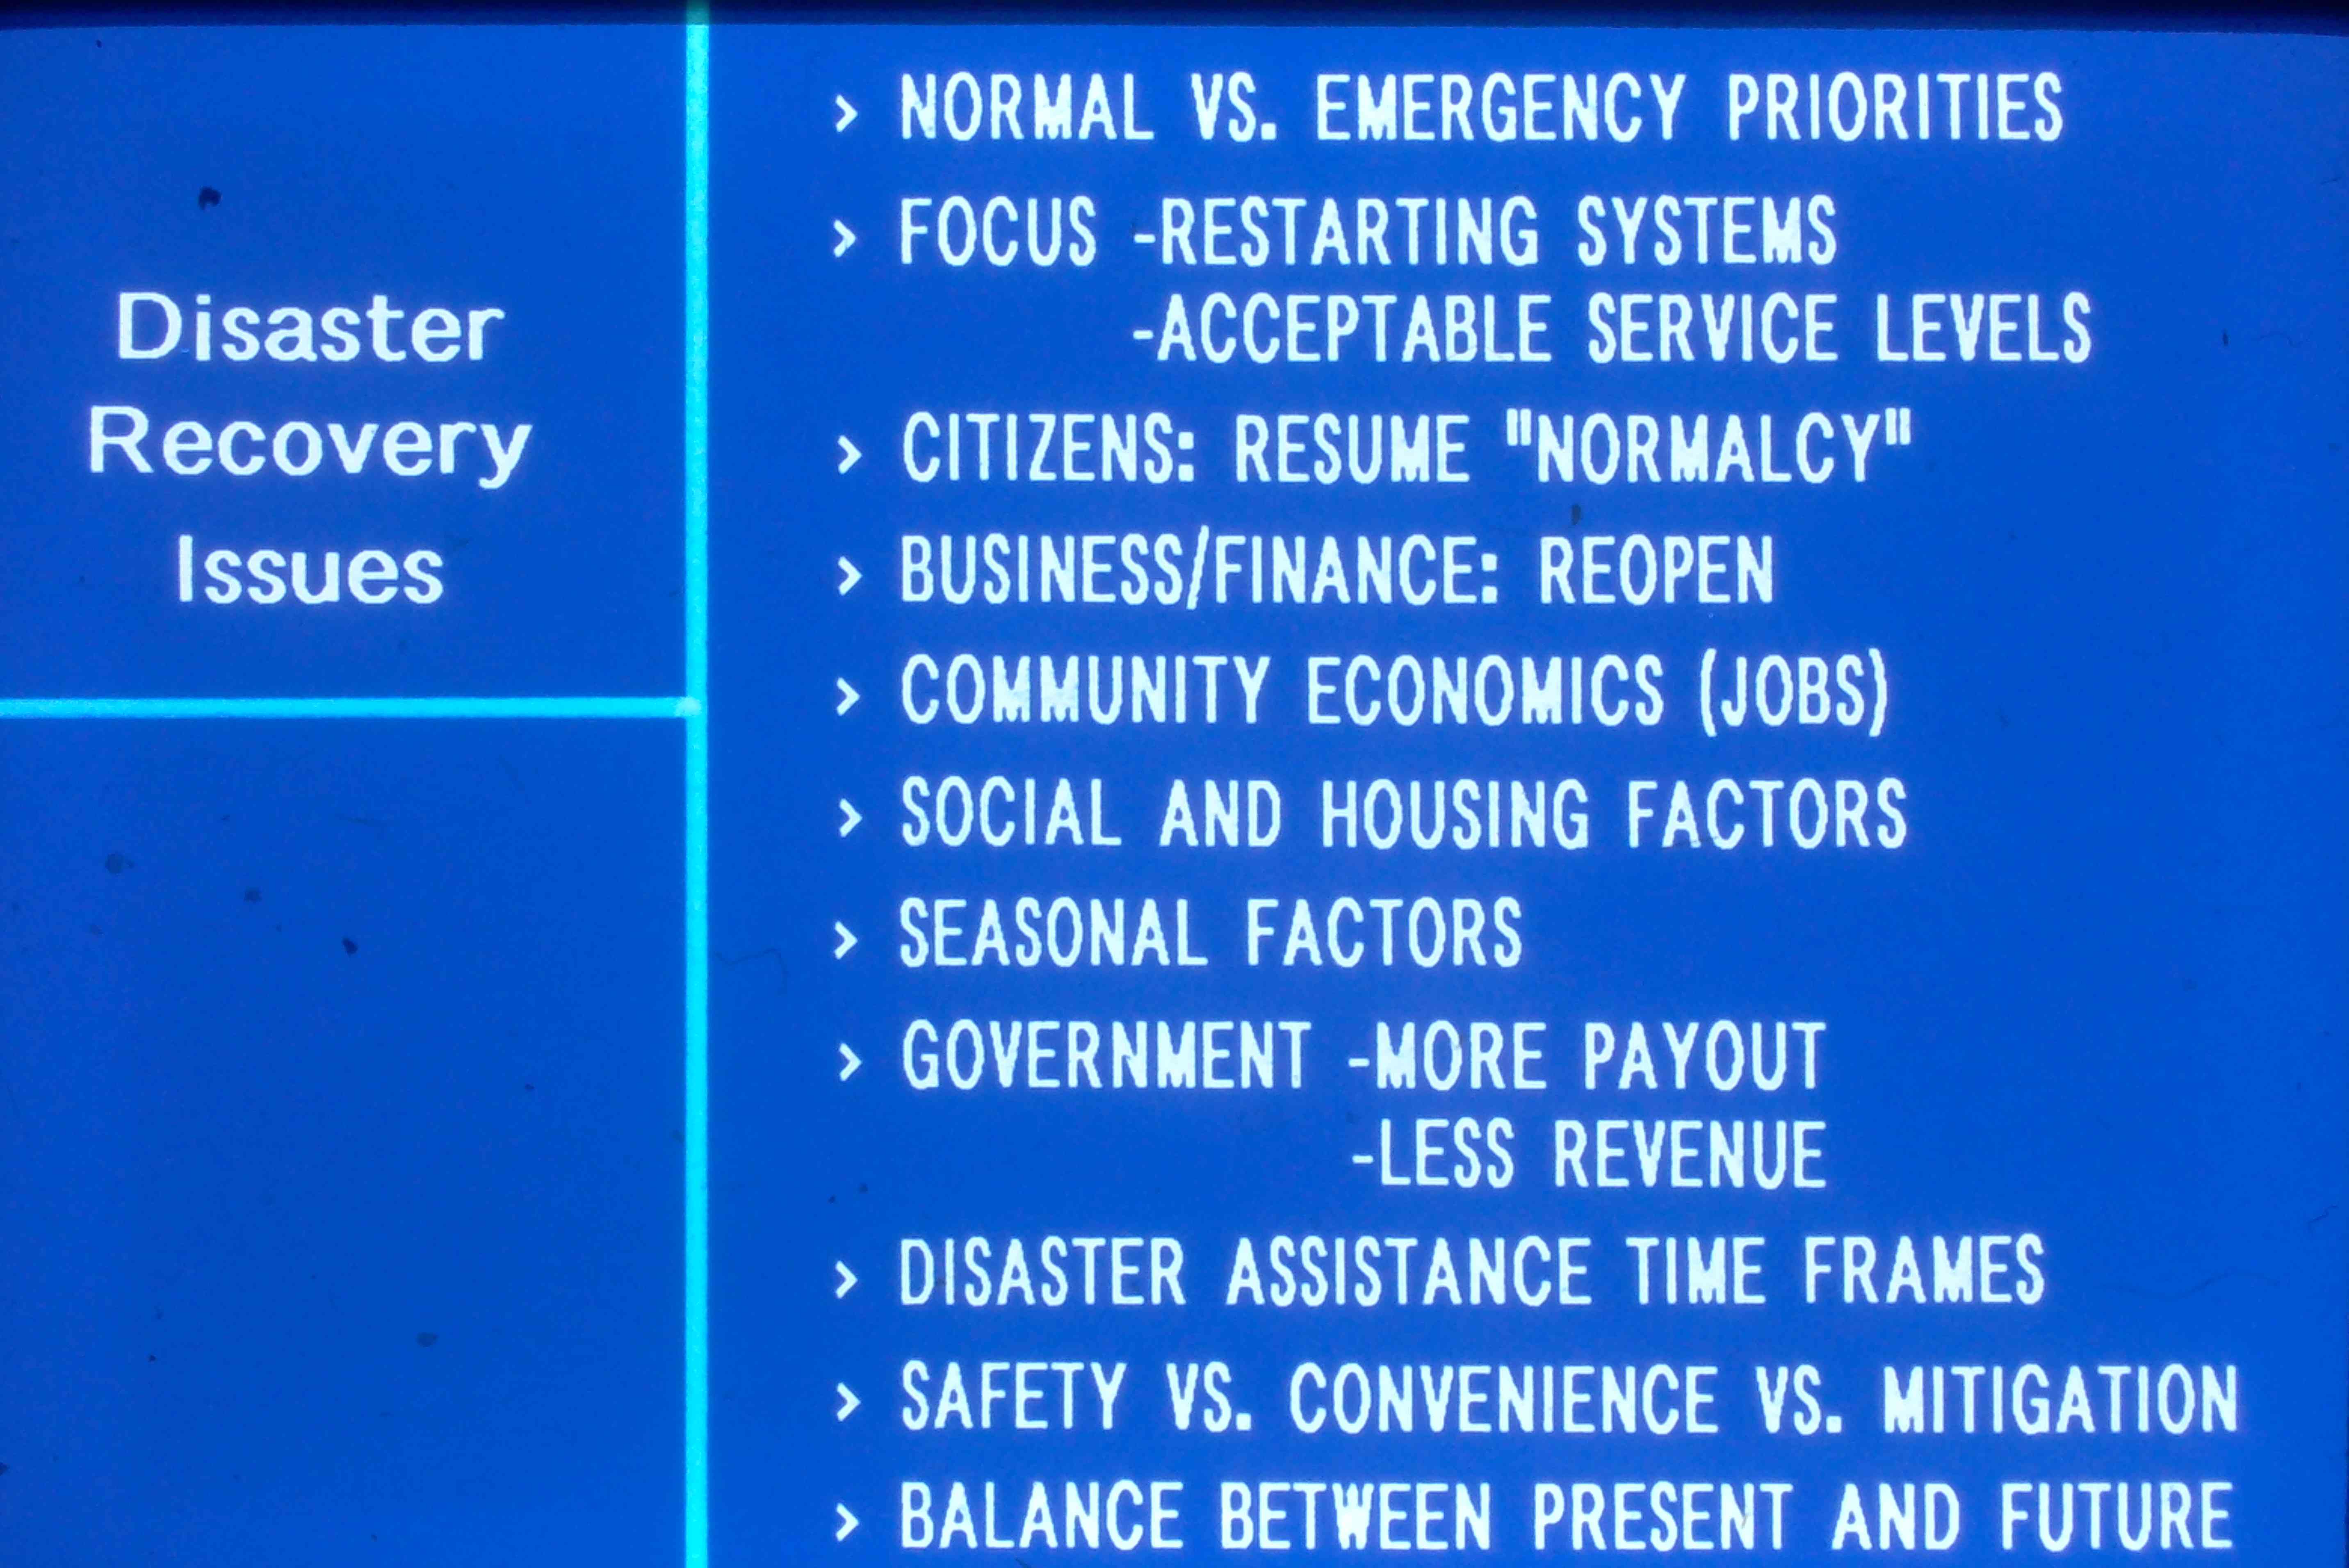 Disaster
Recovery
Issues
> NORMAL VS. EMERGENCY PRIORITIES
> FOCUS -RESTARTING SYSTEMS
-ACCEPTABLE SERVICE LEVELS
> CITIZENS: RESUME "NORMALCY"
> BUSINESS/FINANCE: REOPEN
> COMMUNITY ECONOMICS (JOBS)
> SOCIAL AND HOUSING FACTORS
> SEASONAL FACTORS
> GOVERNMENT -MORE PAYOUT
-LESS REVENUE
> DISASTER ASSISTANCE TIME FRAMES
> SAFETY VS. CONVENIENCE VS. MITIGATION
> BALANCE BETWEEN PRESENT AND FUTURE